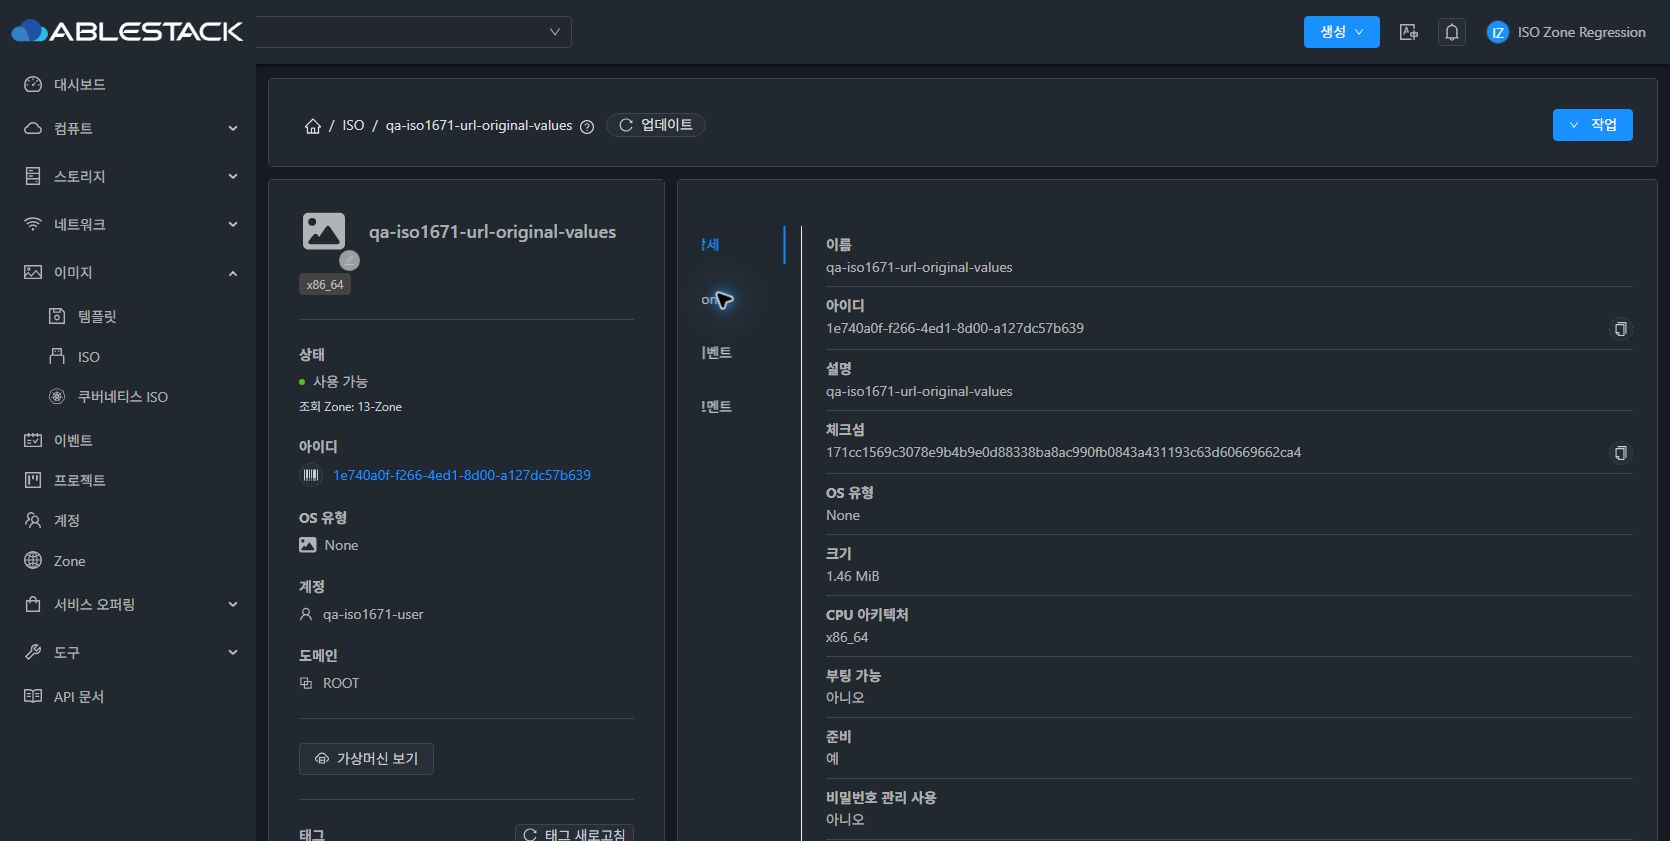 ABLESTACK
생성
IZ
ISO Zone Regression
대시보드
컴퓨트
스토리지
네트워크
이미지
템플릿
ISO
쿠버네티스 ISO
이벤트
프로젝트
계정
Zone
서비스 오퍼링
도구
API 문서
/ ISO / qa-iso1671-url-original-values
업데이트
작업
qa-iso1671-url-original-values
x86_64
상태
사용 가능
조회 Zone: 13-Zone
아이디
1e740a0f-f266-4ed1-8d00-a127dc57b639
OS 유형
None
계정
qa-iso1671-user
도메인
ROOT
가상머신 보기
태그
태그 새로고침
이름
qa-iso1671-url-original-values
아이디
1e740a0f-f266-4ed1-8d00-a127dc57b639
설명
qa-iso1671-url-original-values
체크섬
171cc1569c3078e9b4b9e0d88338ba8ac990fb0843a431193c63d60669662ca4
OS 유형
None
크기
1.46 MiB
CPU 아키텍처
x86_64
부팅 가능
아니오
준비
예
비밀번호 관리 사용
아니오